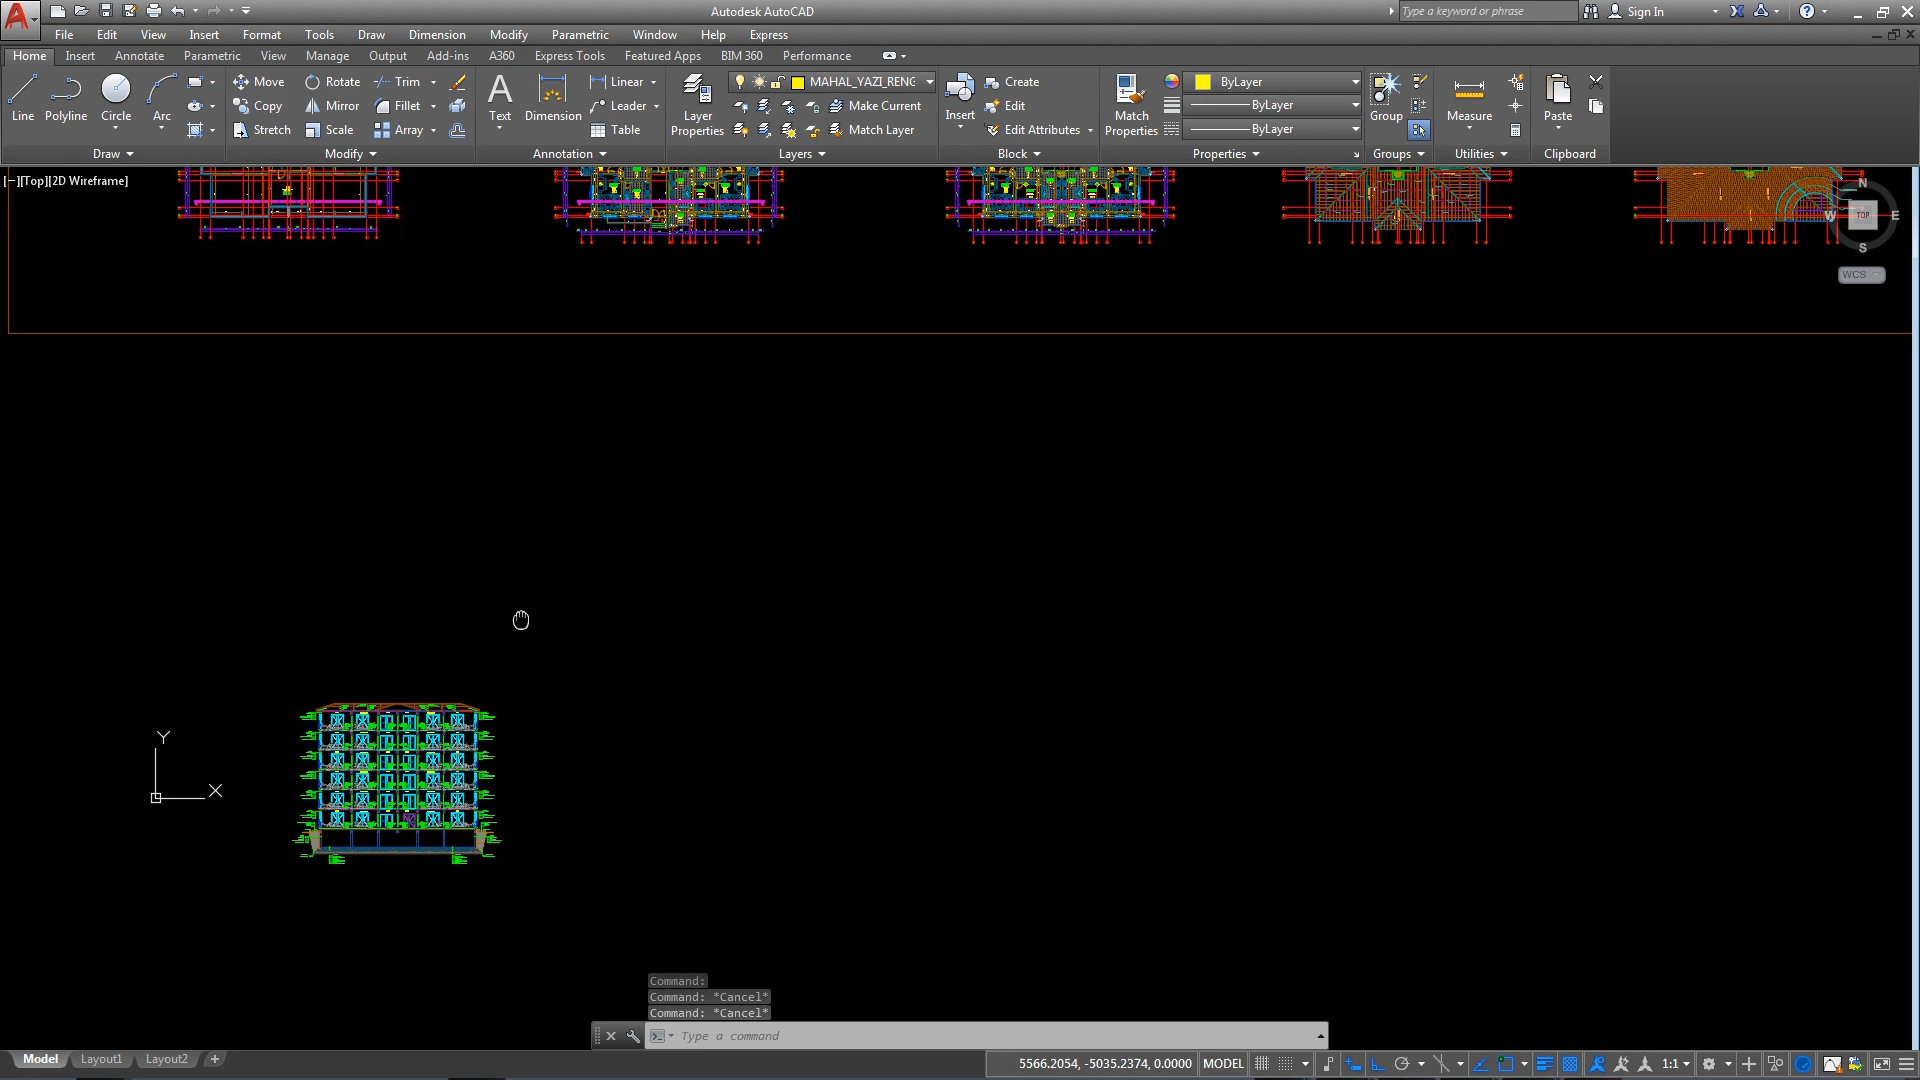 Autodesk AutoCAD
Type a keyword or phrase
Sign In
File Edit View Insert Format Tools Draw Dimension Modify Parametric Window Help Express
Home Insert Annotate Parametric View Manage Output Add-ins A360 Express Tools Featured Apps BIM 360 Performance
Line Polyline Circle Arc
Move Rotate Trim
Copy Mirror Fillet
Stretch Scale Array
Text Dimension
Linear
Leader
Table
Layer Properties
MAHAL_YAZI_RENG
Make Current
Match Layer
Insert
Create
Edit
Edit Attributes
Match Properties
ByLayer
ByLayer
ByLayer
Group
Measure
Paste
Draw Modify Annotation Layers Block Properties Groups Utilities Clipboard
[−][Top][2D Wireframe]
N
W TOP E
S
WCS
Y
X
Command:
Command: *Cancel*
Command: *Cancel*
Type a command
Model Layout1 Layout2 +
5566.2054, -5035.2374, 0.0000 MODEL 1:1